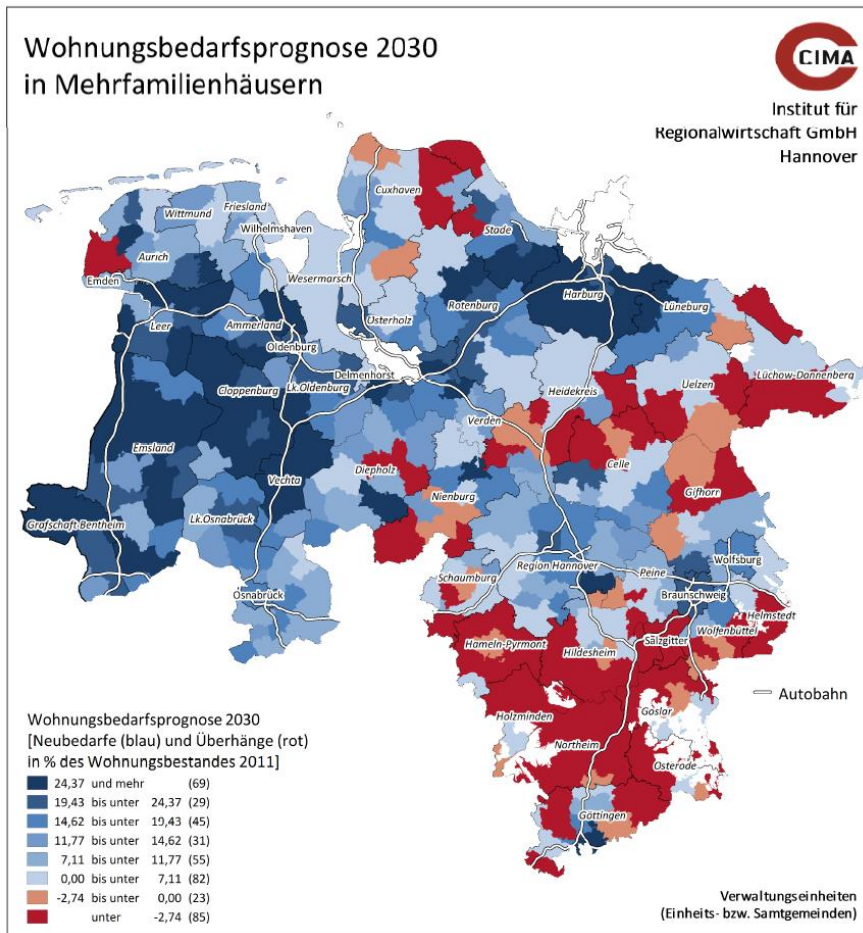 Wohnungsbedarfsprognose 2030
in Mehrfamilienhäusern
CIMA
Institut für
Regionalwirtschaft GmbH
Hannover
Cuxhaven
Wittmund
Friesland
Wilhelmshaven
Stade
Aurich
Emden
Wesermarsch
Harburg
Rotenburg
Lüneburg
Leer
Ammerland
Usterholz
Oldenburg
Delmenhorst
Uelzen
Lüchow-Dannenberg
Cloppenburg
Lk.Oldenburg
Heidekreis
Verden
Emsland
Diepholz
Celle
Vechta
Nienburg
Gifhorr
Grafschaft-Bentheim
Lk.Osnabrück
Region Hannover
Wolfsburg
Schaumburg
Peine
Osnabrück
Braunschweig
Helmstedt
Wolfenbüttel
Hameln-Pyrmont
Hildesheim
Salzgitter
Autobahn
Holzminden
Goslar
Northeim
Osterode
Göttingen
Wohnungsbedarfsprognose 2030
[Neubedarfe (blau) und Überhänge (rot)
in % des Wohnungsbestandes 2011]
24,37 und mehr (69)
19,43 bis unter 24,37 (29)
14,62 bis unter 19,43 (45)
11,77 bis unter 14,62 (31)
7,11 bis unter 11,77 (55)
0,00 bis unter 7,11 (82)
-2,74 bis unter 0,00 (23)
unter -2,74 (85)
Verwaltungseinheiten
(Einheits- bzw. Samtgemeinden)